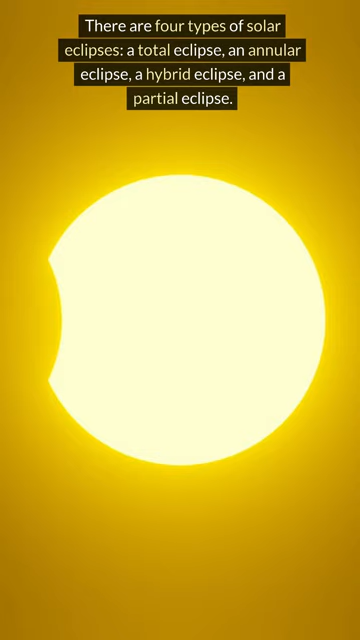 There are four types of solar
eclipses: a total eclipse, an annular
eclipse, a hybrid eclipse, and a
partial eclipse.